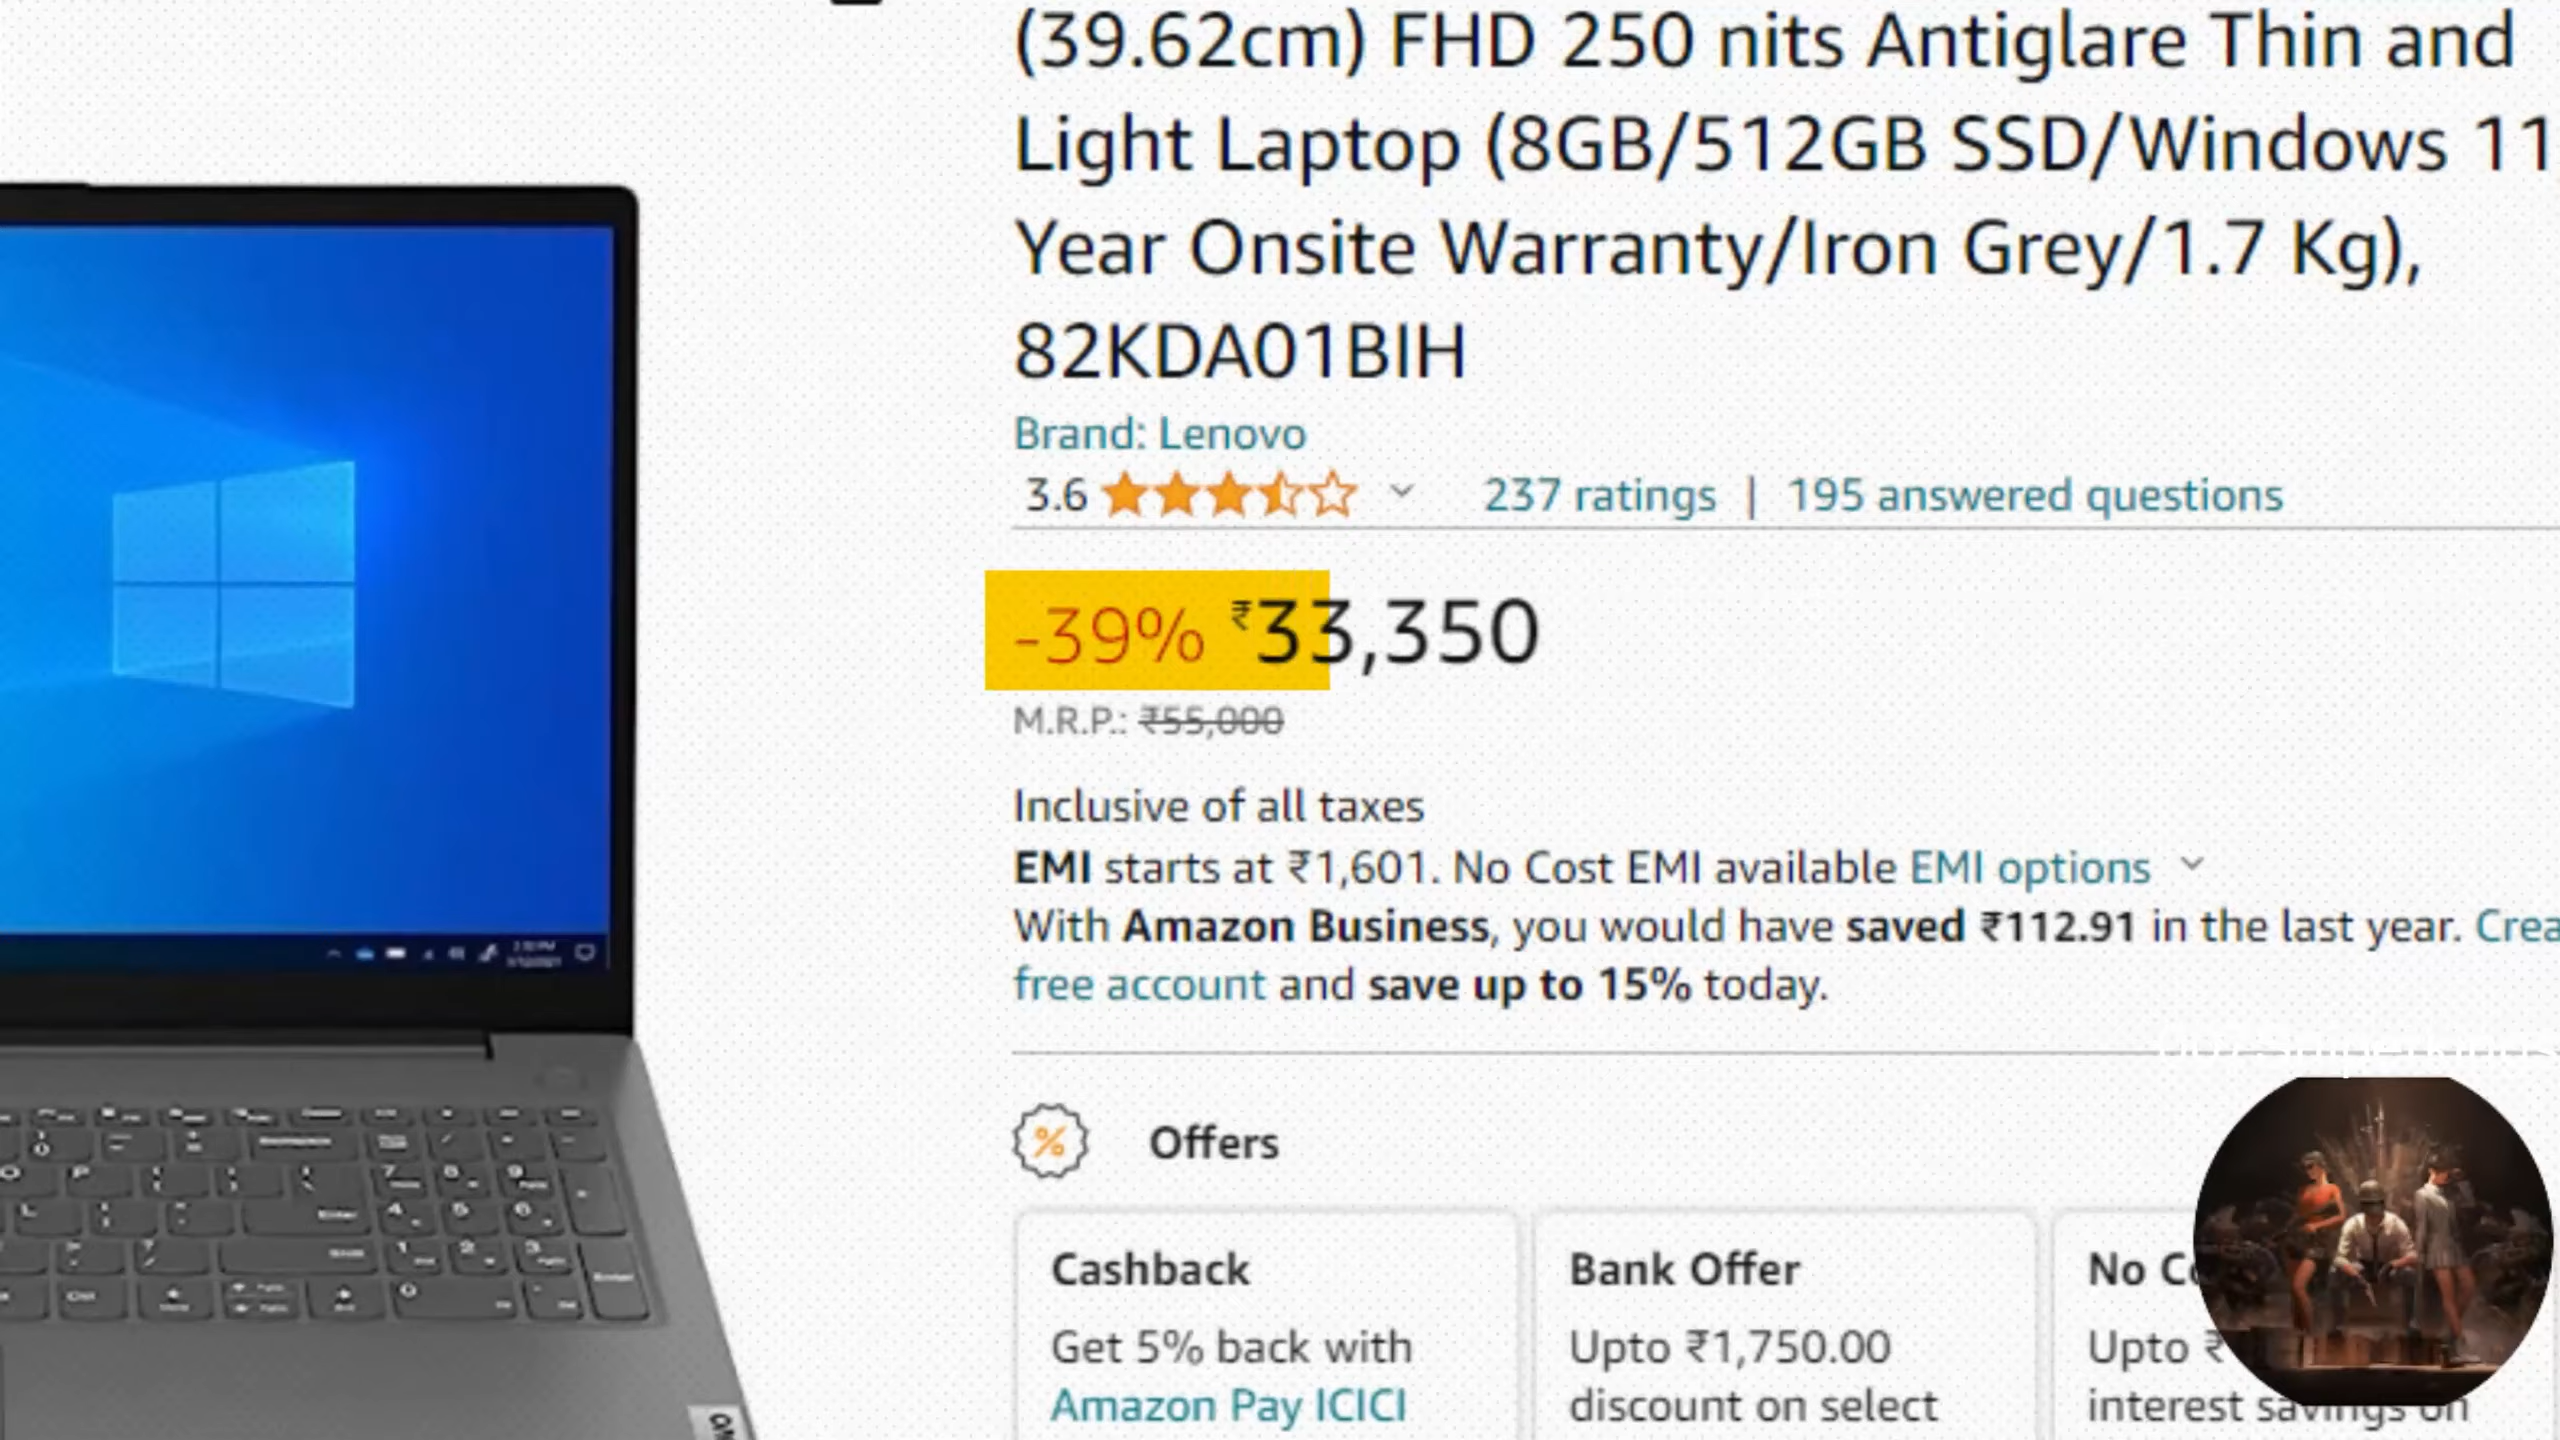 (39.62cm) FHD 250 nits Antiglare Thin and
Light Laptop (8GB/512GB SSD/Windows 11
Year Onsite Warranty/Iron Grey/1.7 Kg),
82KDA01BIH
Brand: Lenovo
3.6 237 ratings | 195 answered questions
-39% ₹33,350
M.R.P.: ₹55,000
Inclusive of all taxes
EMI starts at ₹1,601. No Cost EMI available EMI options
With Amazon Business, you would have saved ₹112.91 in the last year. Crea
free account and save up to 15% today.
% Offers
Cashback
Get 5% back with
Amazon Pay ICICI
Bank Offer
Upto ₹1,750.00
discount on select
No C
Upto ₹
interest savings on